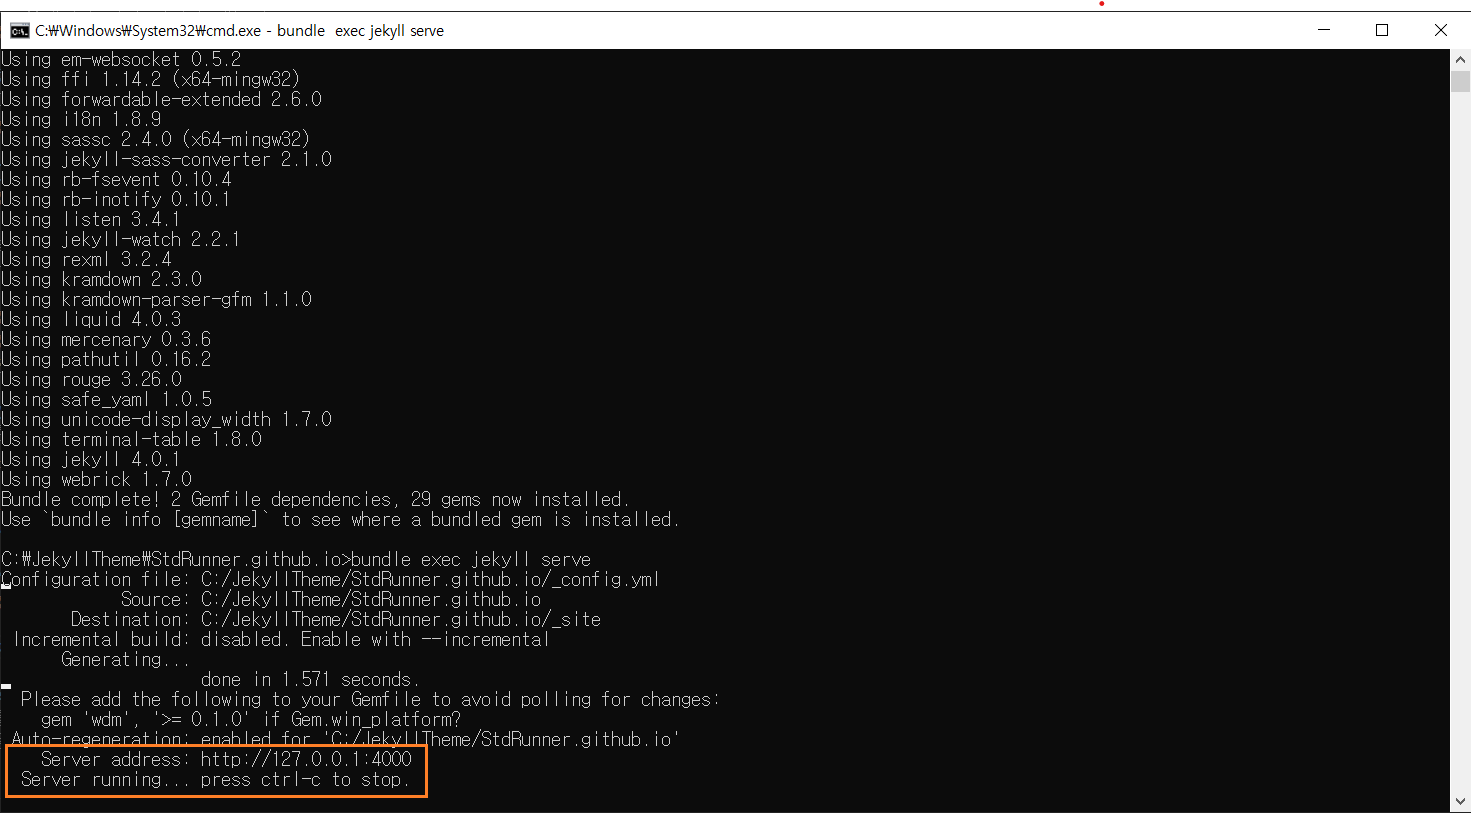 C:₩Windows₩System32₩cmd.exe - bundle  exec jekyll serve
Using em-websocket 0.5.2
Using ffi 1.14.2 (x64-mingw32)
Using forwardable-extended 2.6.0
Using i18n 1.8.9
Using sassc 2.4.0 (x64-mingw32)
Using jekyll-sass-converter 2.1.0
Using rb-fsevent 0.10.4
Using rb-inotify 0.10.1
Using listen 3.4.1
Using jekyll-watch 2.2.1
Using rexml 3.2.4
Using kramdown 2.3.0
Using kramdown-parser-gfm 1.1.0
Using liquid 4.0.3
Using mercenary 0.3.6
Using pathutil 0.16.2
Using rouge 3.26.0
Using safe_yaml 1.0.5
Using unicode-display_width 1.7.0
Using terminal-table 1.8.0
Using jekyll 4.0.1
Using webrick 1.7.0
Bundle complete! 2 Gemfile dependencies, 29 gems now installed.
Use `bundle info [gemname]` to see where a bundled gem is installed.
C:₩JekyllTheme₩StdRunner.github.io>bundle exec jekyll serve
Configuration file: C:/JekyllTheme/StdRunner.github.io/_config.yml
Source: C:/JekyllTheme/StdRunner.github.io
Destination: C:/JekyllTheme/StdRunner.github.io/_site
Incremental build: disabled. Enable with --incremental
Generating...
done in 1.571 seconds.
Please add the following to your Gemfile to avoid polling for changes:
gem 'wdm', '>= 0.1.0' if Gem.win_platform?
Auto-regeneration: enabled for 'C:/JekyllTheme/StdRunner.github.io'
Server address: http://127.0.0.1:4000
Server running... press ctrl-c to stop.